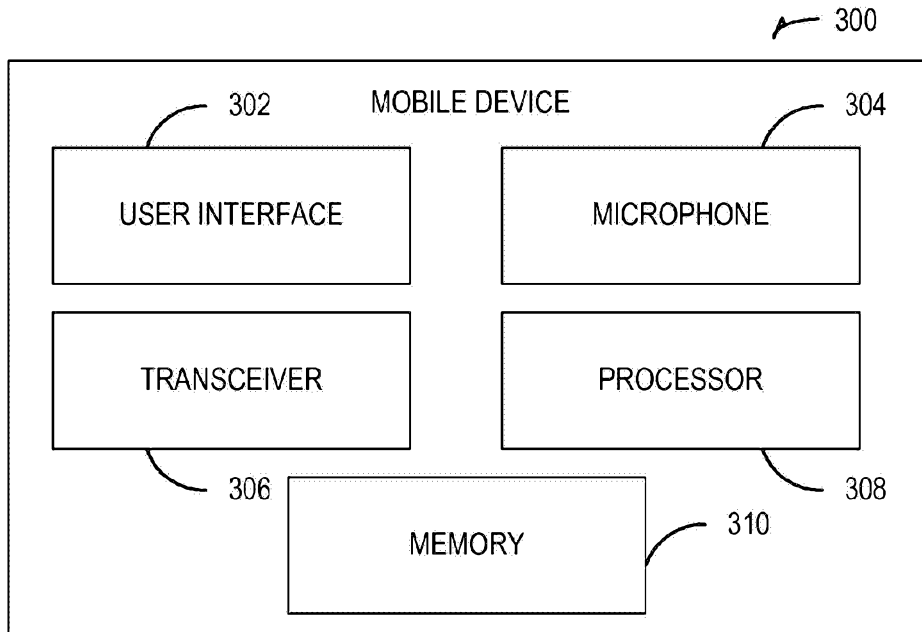 300
302
MOBILE DEVICE
304
USER INTERFACE
MICROPHONE
TRANSCEIVER
PROCESSOR
306
308
MEMORY
310